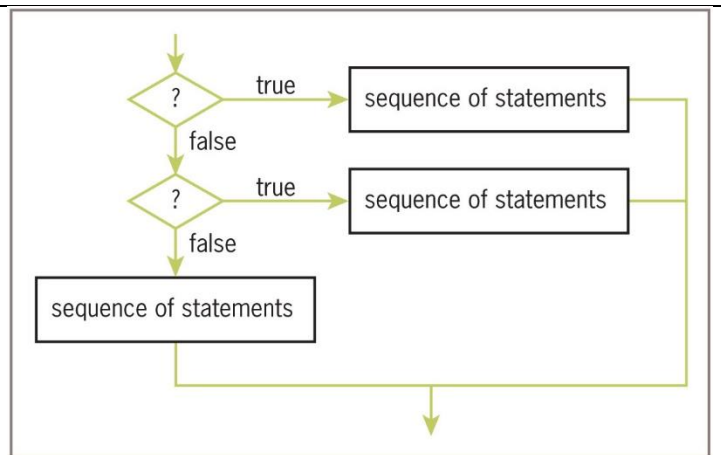 ? true sequence of statements
false
? true sequence of statements
false
sequence of statements